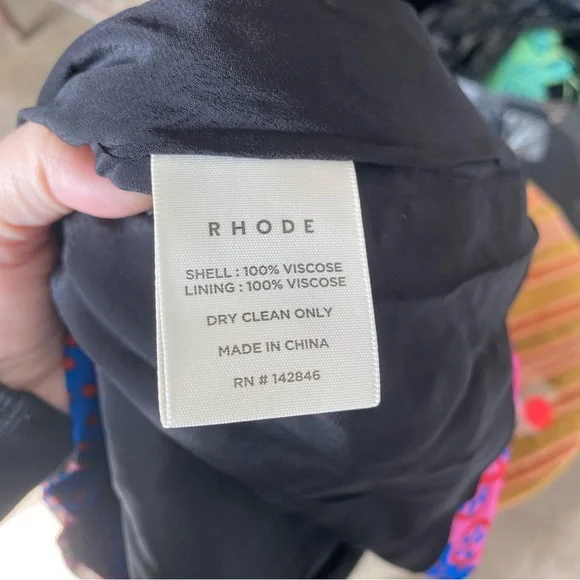 RHODE
SHELL : 100% VISCOSE
LINING : 100% VISCOSE
DRY CLEAN ONLY
MADE IN CHINA
RN # 142846